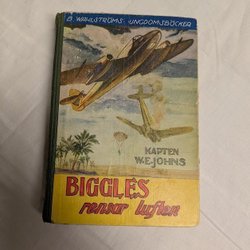 B. WAHLSTRÖMS UNGDOMSBÖCKER
KAPTEN
W.E. JOHNS
BIGGLES
rensar luften